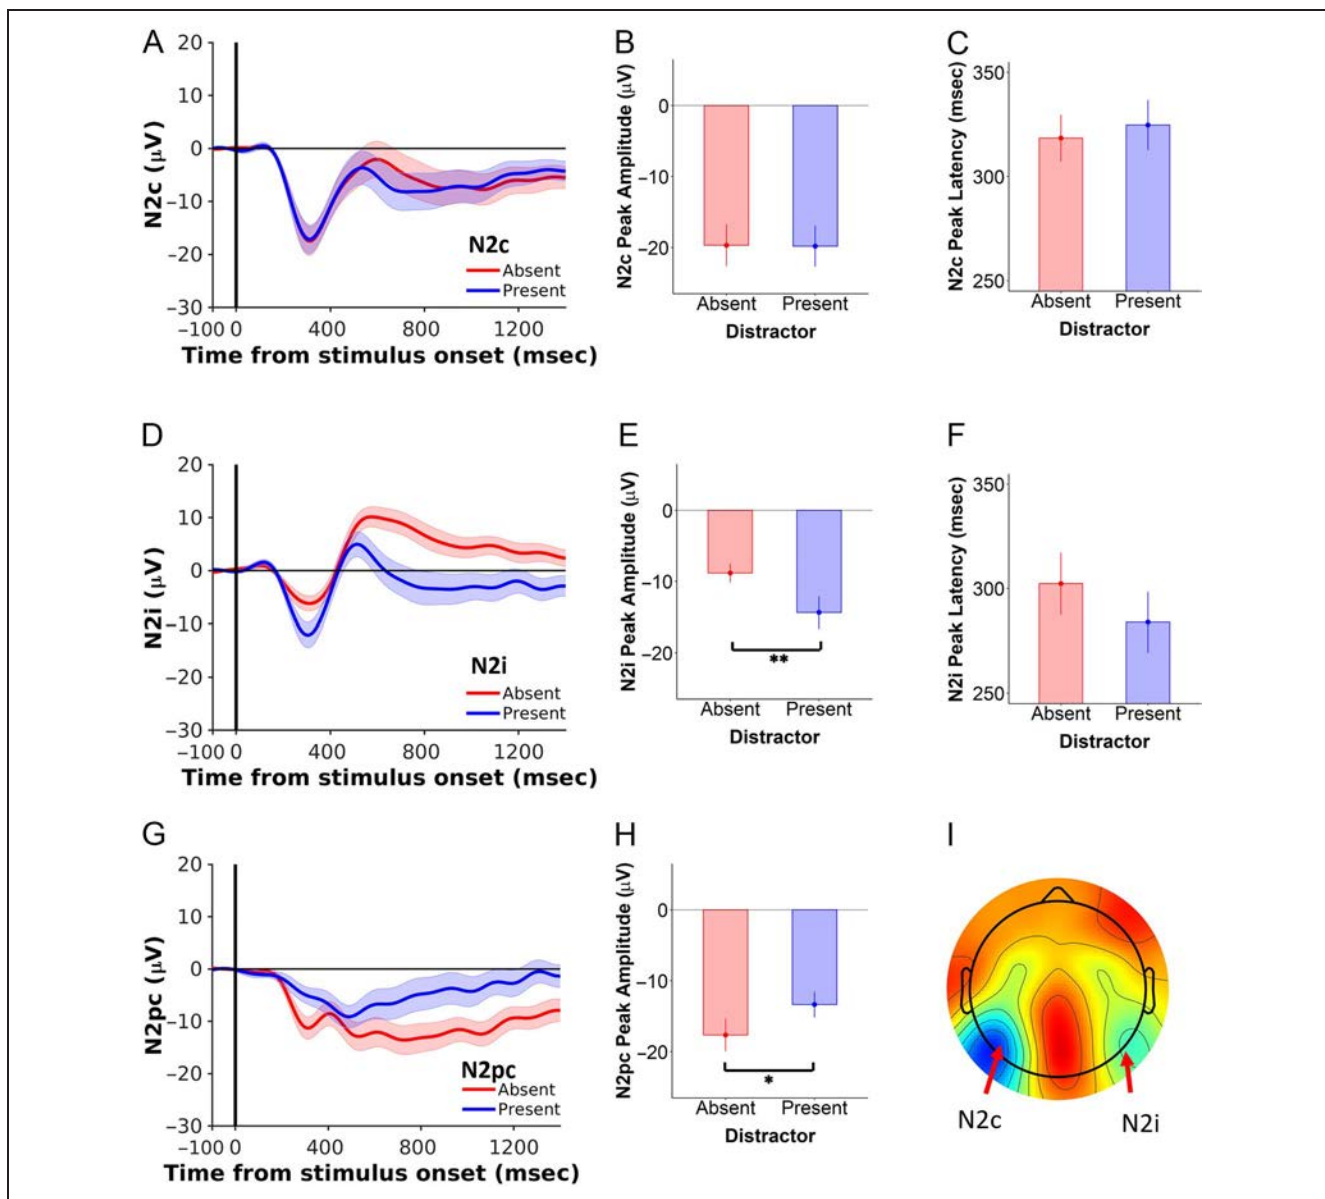 A
20
10
0
−10
−20
−30
N2c (μV)
N2c
Absent
Present
−100 0 400 800 1200
Time from stimulus onset (msec)
B
0
−10
−20
N2c Peak Amplitude (μV)
Absent Present
Distractor
C
350
300
250
N2c Peak Latency (msec)
Absent Present
Distractor
D
20
10
0
−10
−20
−30
N2i (μV)
N2i
Absent
Present
−100 0 400 800 1200
Time from stimulus onset (msec)
E
0
−10
−20
N2i Peak Amplitude (μV)
**
Absent Present
Distractor
F
350
300
250
N2i Peak Latency (msec)
Absent Present
Distractor
G
20
10
0
−10
−20
−30
N2pc (μV)
N2pc
Absent
Present
−100 0 400 800 1200
Time from stimulus onset (msec)
H
0
−10
−20
N2pc Peak Amplitude (μV)
*
Absent Present
Distractor
I
N2c
N2i